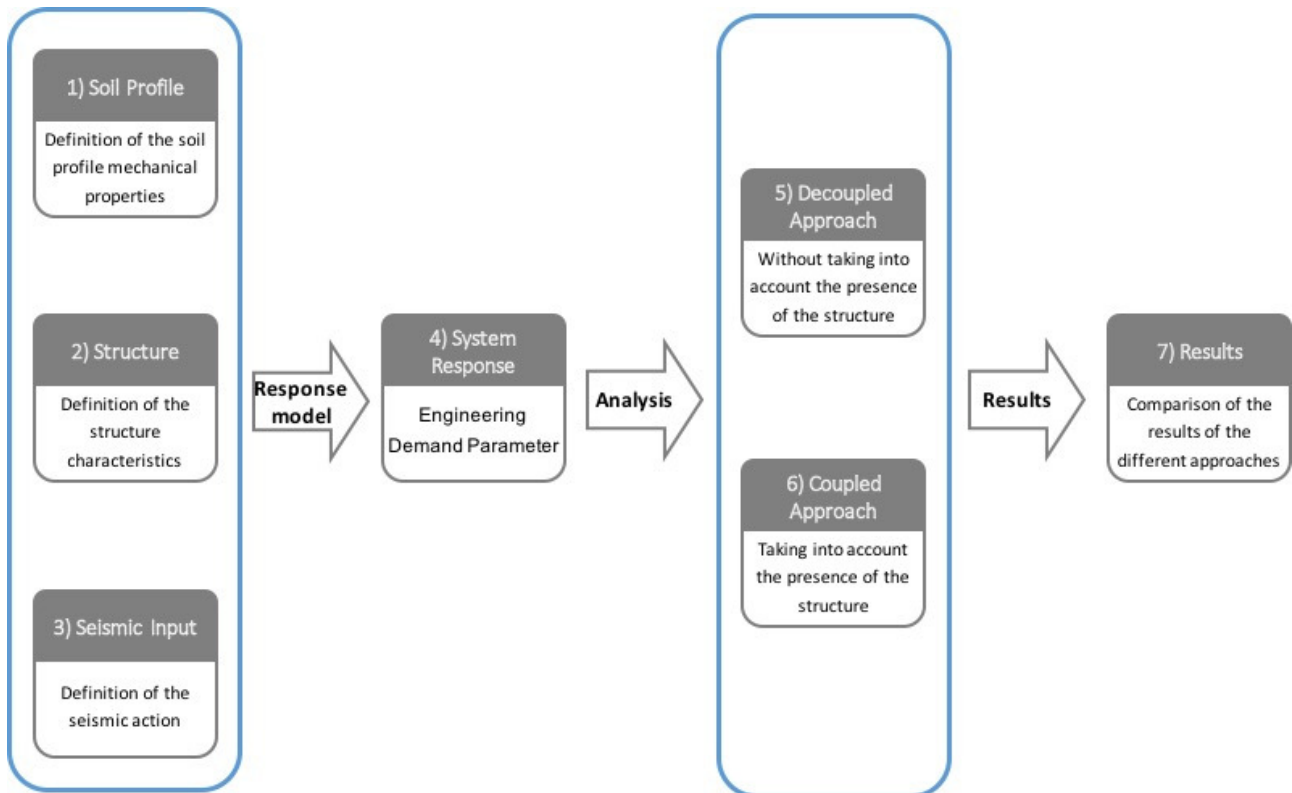 1) Soil Profile
Definition of the soil
profile mechanical
properties
2) Structure
Definition of the
structure
characteristics
3) Seismic Input
Definition of the
seismic action
Response
model
4) System
Response
Engineering
Demand Parameter
Analysis
5) Decoupled
Approach
Without taking into
account the presence
of the structure
6) Coupled
Approach
Taking into account
the presence of the
structure
Results
7) Results
Comparison of the
results of the
different approaches